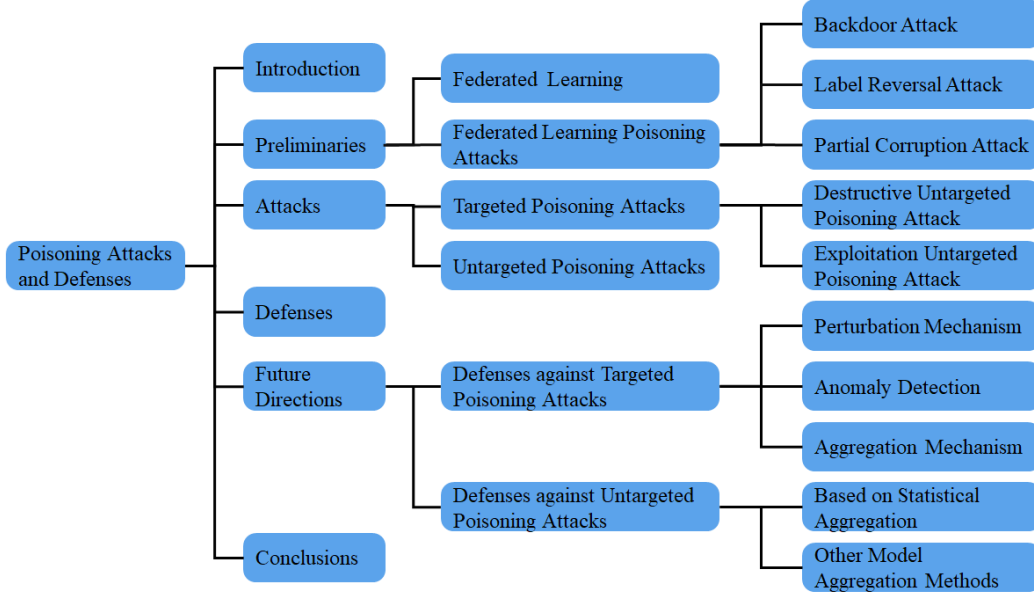 Poisoning Attacks
and Defenses
Introduction
Preliminaries
Attacks
Defenses
Future
Directions
Conclusions
Federated Learning
Federated Learning Poisoning
Attacks
Targeted Poisoning Attacks
Untargeted Poisoning Attacks
Defenses against Targeted
Poisoning Attacks
Defenses against Untargeted
Poisoning Attacks
Backdoor Attack
Label Reversal Attack
Partial Corruption Attack
Destructive Untargeted
Poisoning Attack
Exploitation Untargeted
Poisoning Attack
Perturbation Mechanism
Anomaly Detection
Aggregation Mechanism
Based on Statistical
Aggregation
Other Model
Aggregation Methods